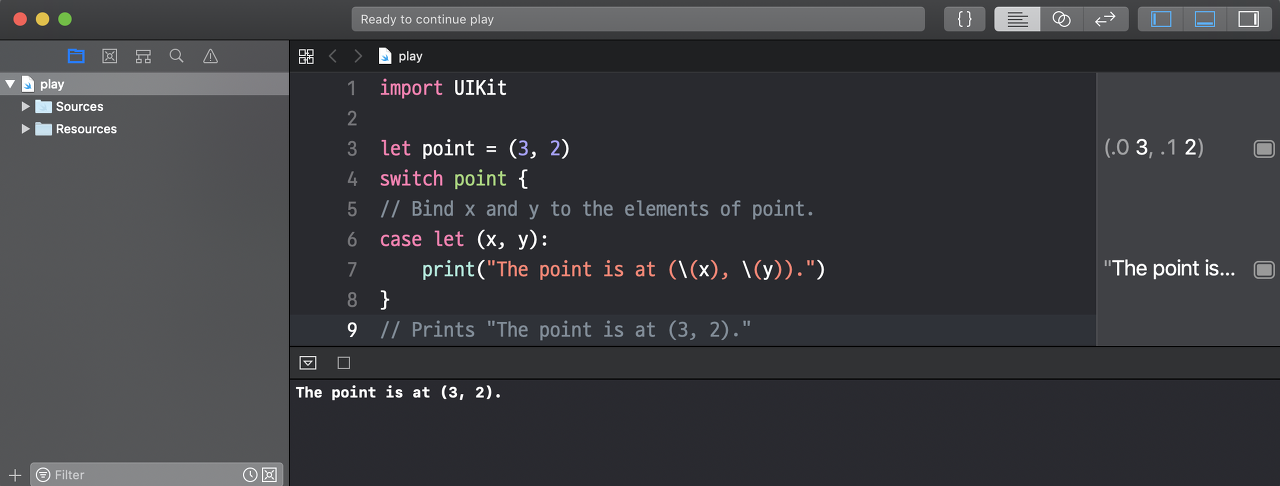 Ready to continue play
{}
play
play
Sources
Resources
1 import UIKit
2
3 let point = (3, 2)
(.0 3, .1 2)
4 switch point {
5 // Bind x and y to the elements of point.
6 case let (x, y):
7 print("The point is at (\(x), \(y)).")
"The point is...
8 }
9 // Prints "The point is at (3, 2)."
The point is at (3, 2).
Filter